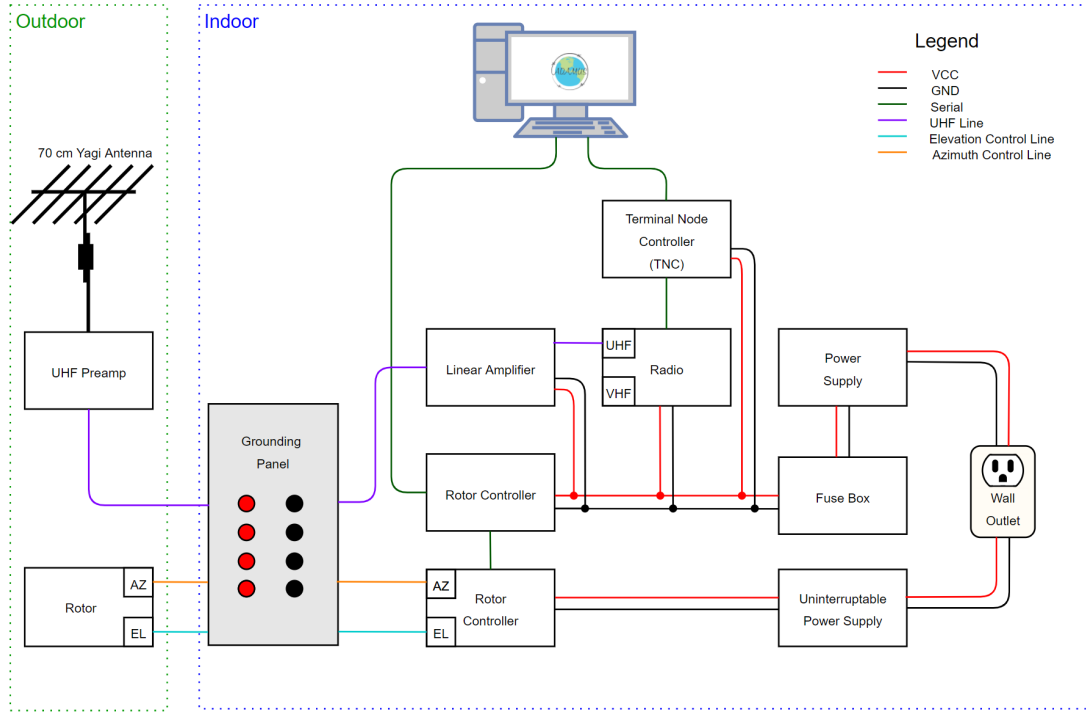 Outdoor
Indoor
Legend
VCC
GND
Serial
UHF Line
Elevation Control Line
Azimuth Control Line
70 cm Yagi Antenna
Terminal Node
Controller
(TNC)
UHF Preamp
Linear Amplifier
UHF
VHF
Radio
Power
Supply
Grounding
Panel
Rotor Controller
Fuse Box
Wall
Outlet
Rotor
AZ
EL
AZ
EL
Rotor
Controller
Uninterruptable
Power Supply